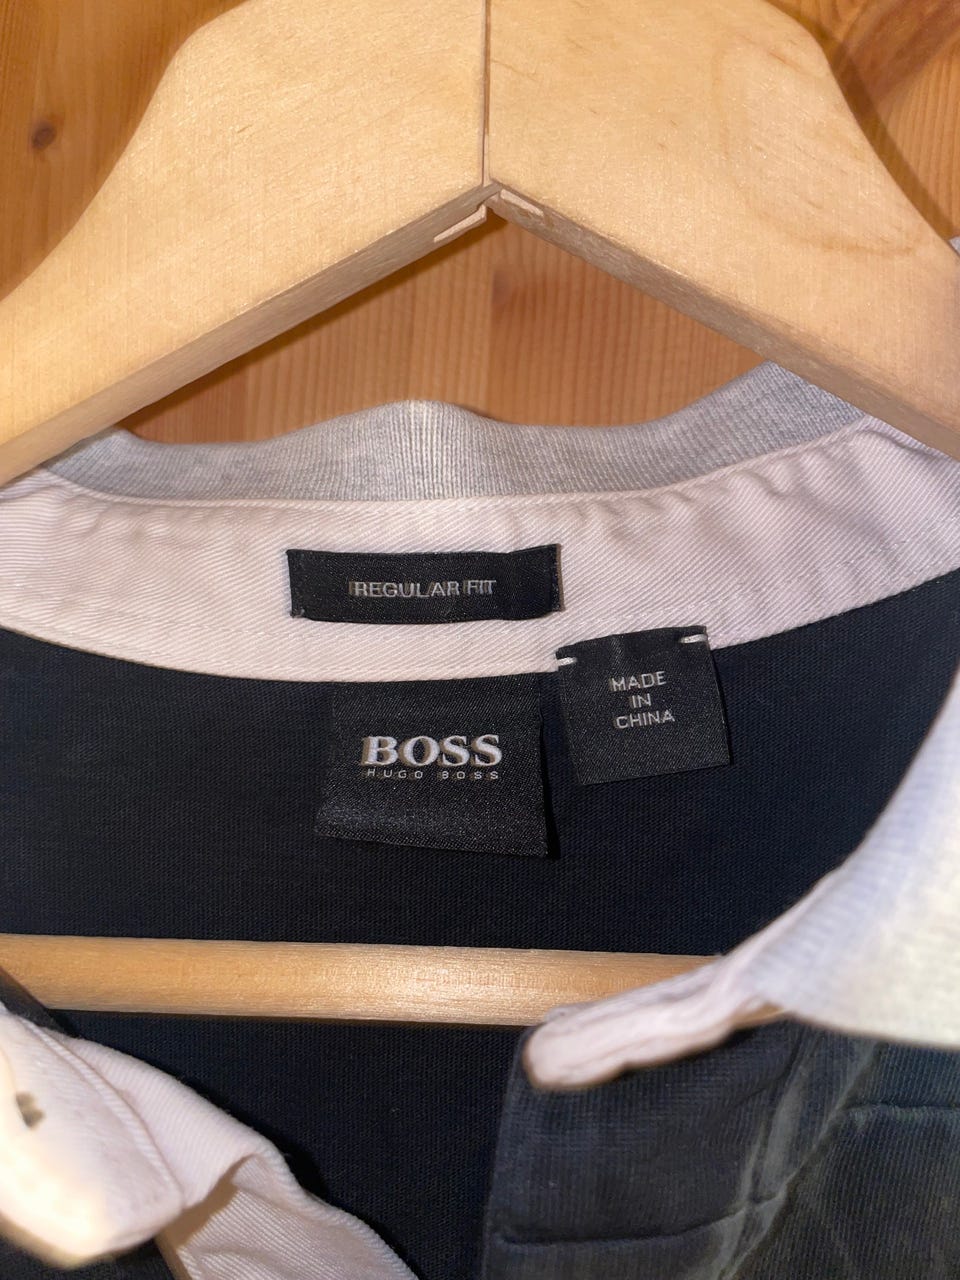 REGULAR FIT
MADE
IN
CHINA
BOSS
HUGO BOSS